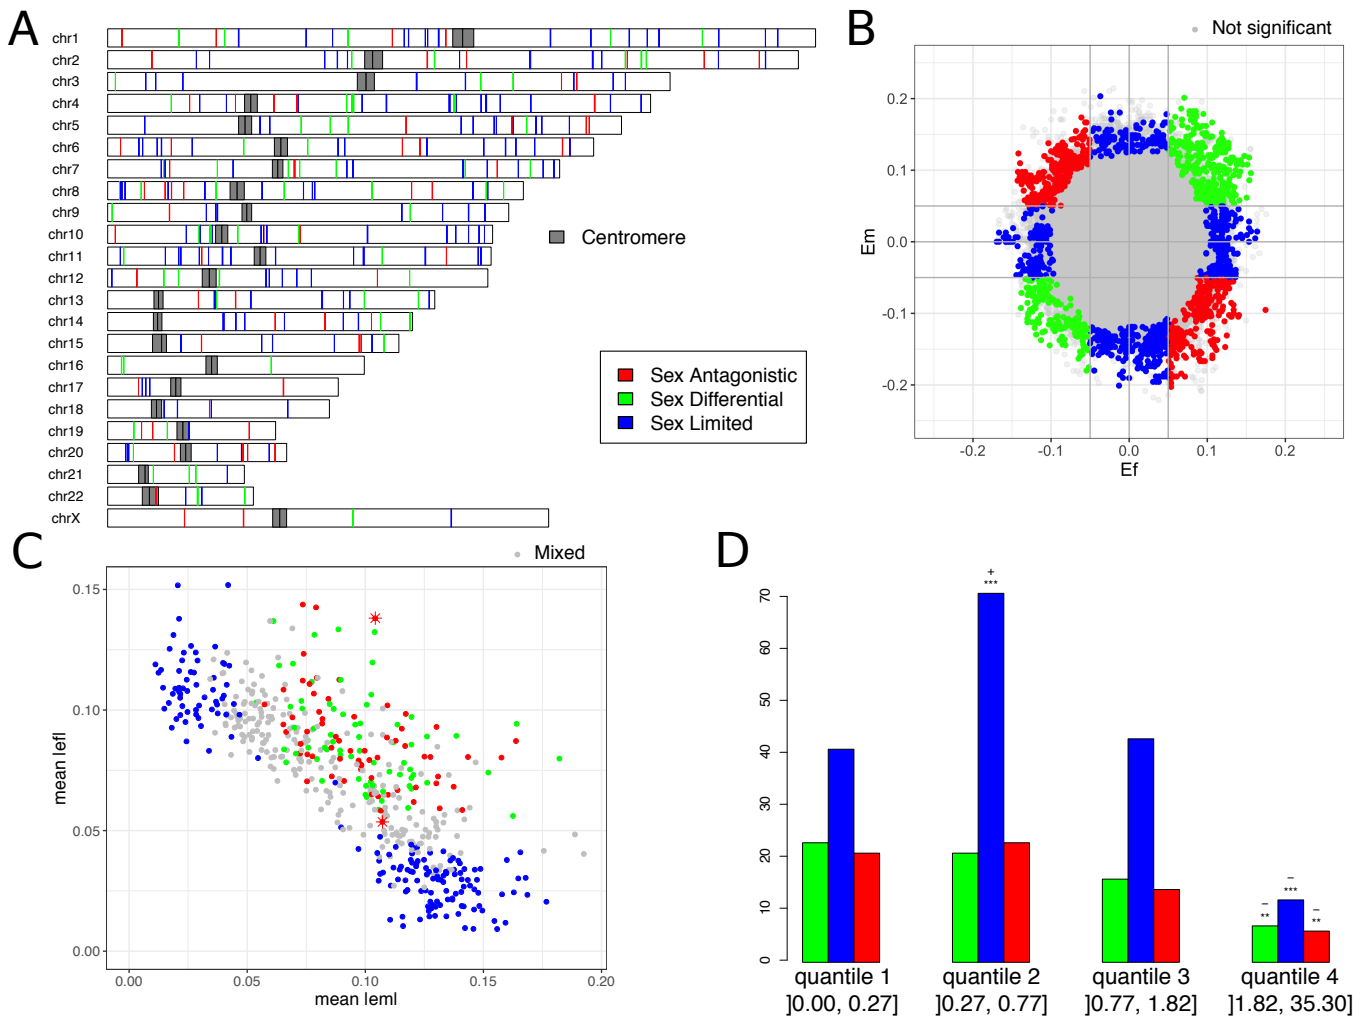 A
chr1
chr2
chr3
chr4
chr5
chr6
chr7
chr8
chr9
chr10
chr11
chr12
chr13
chr14
chr15
chr16
chr17
chr18
chr19
chr20
chr21
chr22
chrX
Centromere
Sex Antagonistic
Sex Differential
Sex Limited
B
Not significant
Em
0.2
0.1
0.0
-0.1
-0.2
-0.2 -0.1 0.0 0.1 0.2
Ef
C
Mixed
mean |ef|
0.15
0.10
0.05
0.00
0.00 0.05 0.10 0.15 0.20
mean |em|
D
70
60
50
40
30
20
10
0
+
***
–
**
–
***
–
**
quantile 1 quantile 2 quantile 3 quantile 4
]0.00, 0.27] ]0.27, 0.77] ]0.77, 1.82] ]1.82, 35.30]